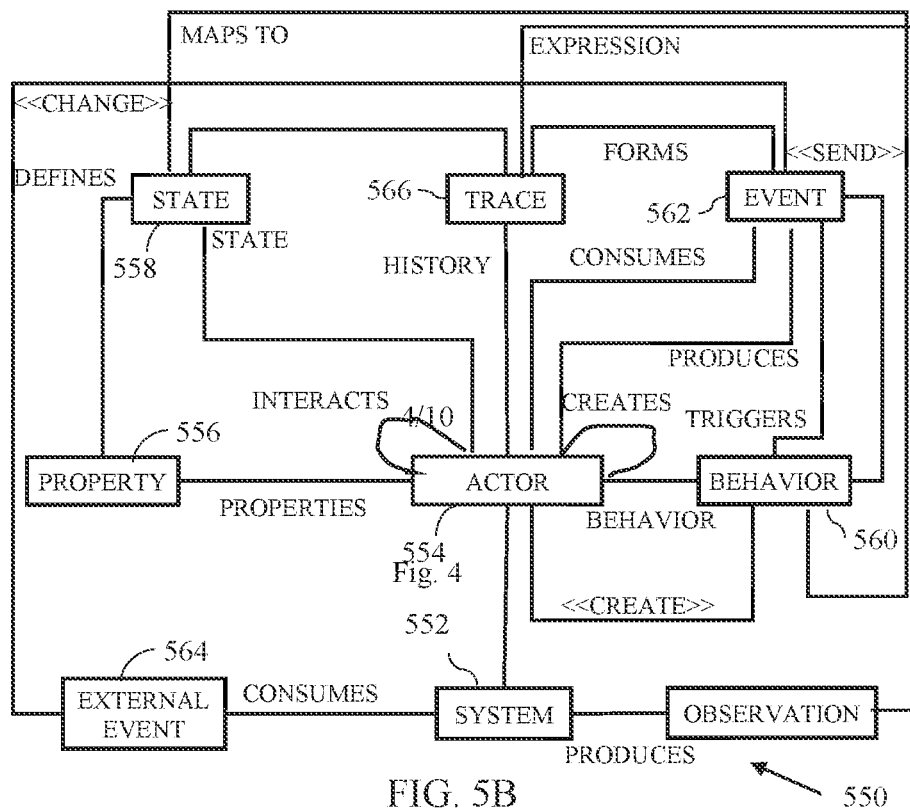 MAPS TO
EXPRESSION
<<CHANGE>>
FORMS
<<SEND>>
DEFINES
STATE
566
TRACE
562
EVENT
558
STATE
HISTORY
CONSUMES
PRODUCES
INTERACTS
4/10
CREATES
TRIGGERS
556
PROPERTY
ACTOR
BEHAVIOR
PROPERTIES
BEHAVIOR
554
560
Fig. 4
<<CREATE>>
552
564
EXTERNAL
EVENT
CONSUMES
SYSTEM
OBSERVATION
PRODUCES
550
FIG. 5B